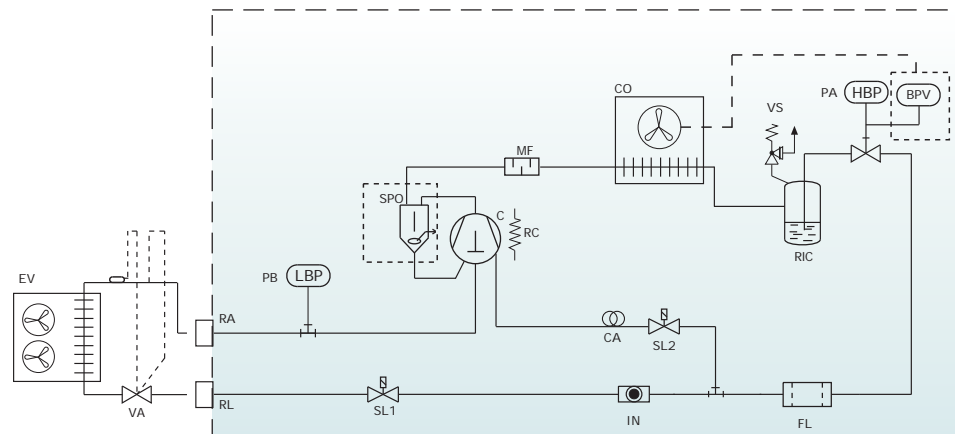 CO
PA
HBP
BPV
VS
MF
SPO
C
RC
RIC
EV
PB
LBP
RA
CA
SL2
VA
RL
SL1
IN
FL